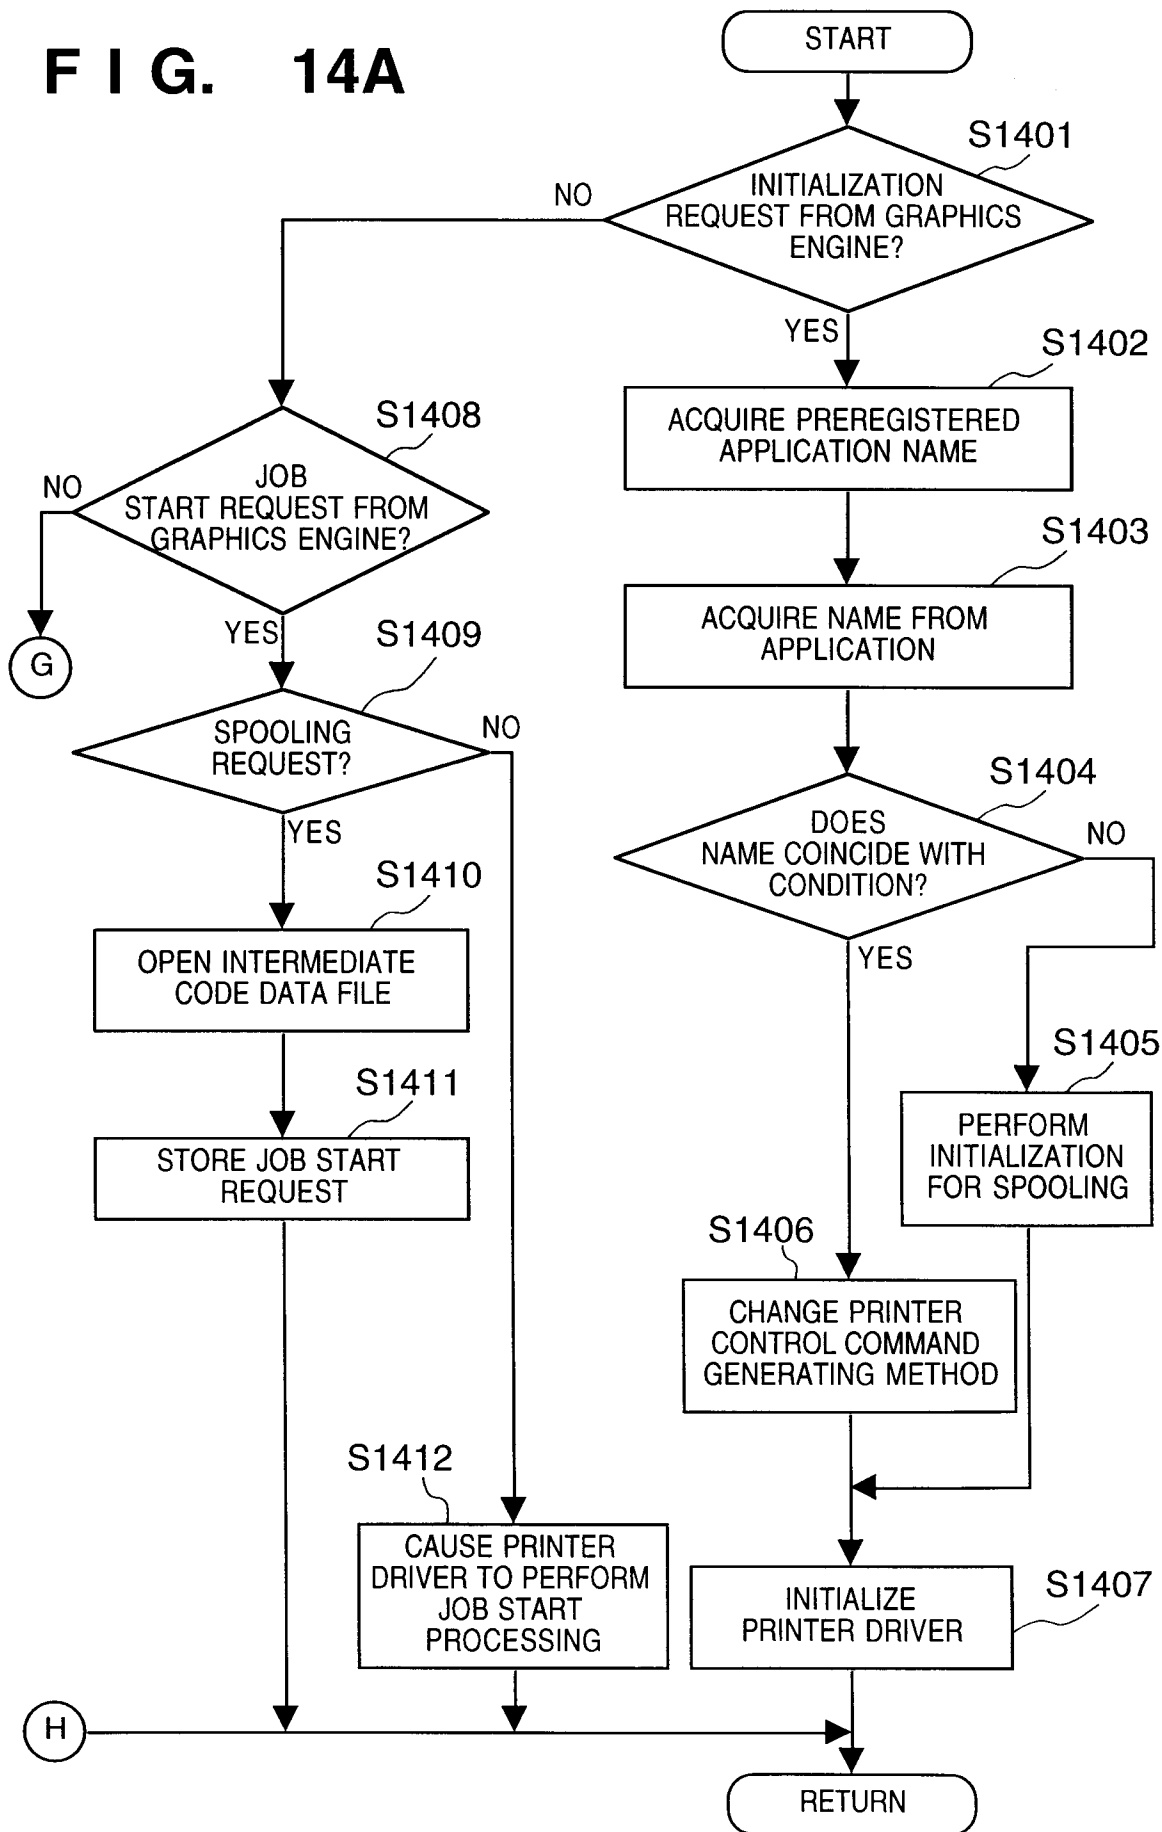 FIG. 14A
START
S1401
INITIALIZATION
REQUEST FROM GRAPHICS
ENGINE?
NO
YES
S1402
ACQUIRE PREREGISTERED
APPLICATION NAME
S1403
ACQUIRE NAME FROM
APPLICATION
S1404
DOES
NAME COINCIDE WITH
CONDITION?
NO
YES
S1405
PERFORM
INITIALIZATION
FOR SPOOLING
S1406
CHANGE PRINTER
CONTROL COMMAND
GENERATING METHOD
S1407
INITIALIZE
PRINTER DRIVER
S1408
JOB
START REQUEST FROM
GRAPHICS ENGINE?
NO
G
YES
S1409
SPOOLING
REQUEST?
NO
YES
S1410
OPEN INTERMEDIATE
CODE DATA FILE
S1411
STORE JOB START
REQUEST
S1412
CAUSE PRINTER
DRIVER TO PERFORM
JOB START
PROCESSING
H
RETURN